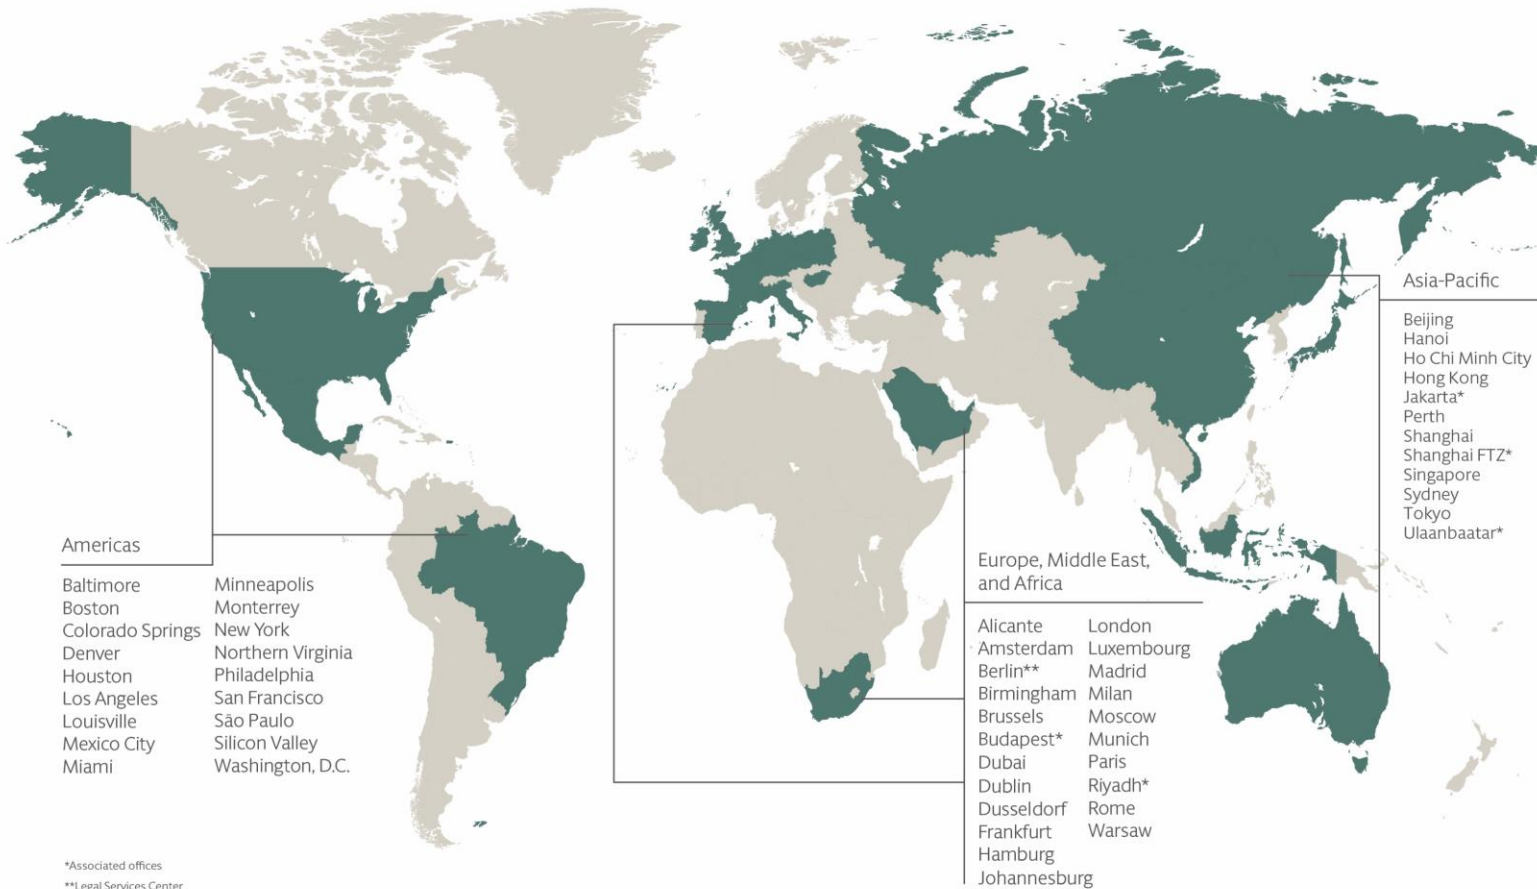 Americas
Baltimore
Boston
Colorado Springs
Denver
Houston
Los Angeles
Louisville
Mexico City
Miami
Minneapolis
Monterrey
New York
Northern Virginia
Philadelphia
San Francisco
São Paulo
Silicon Valley
Washington, D.C.
Europe, Middle East,
and Africa
Alicante
Amsterdam
Berlin**
Birmingham
Brussels
Budapest*
Dubai
Dublin
Dusseldorf
Frankfurt
Hamburg
Johannesburg
London
Luxembourg
Madrid
Milan
Moscow
Munich
Paris
Riyadh*
Rome
Warsaw
Asia-Pacific
Beijing
Hanoi
Ho Chi Minh City
Hong Kong
Jakarta*
Perth
Shanghai
Shanghai FTZ*
Singapore
Sydney
Tokyo
Ulaanbaatar*
*Associated offices
**Legal Services Center